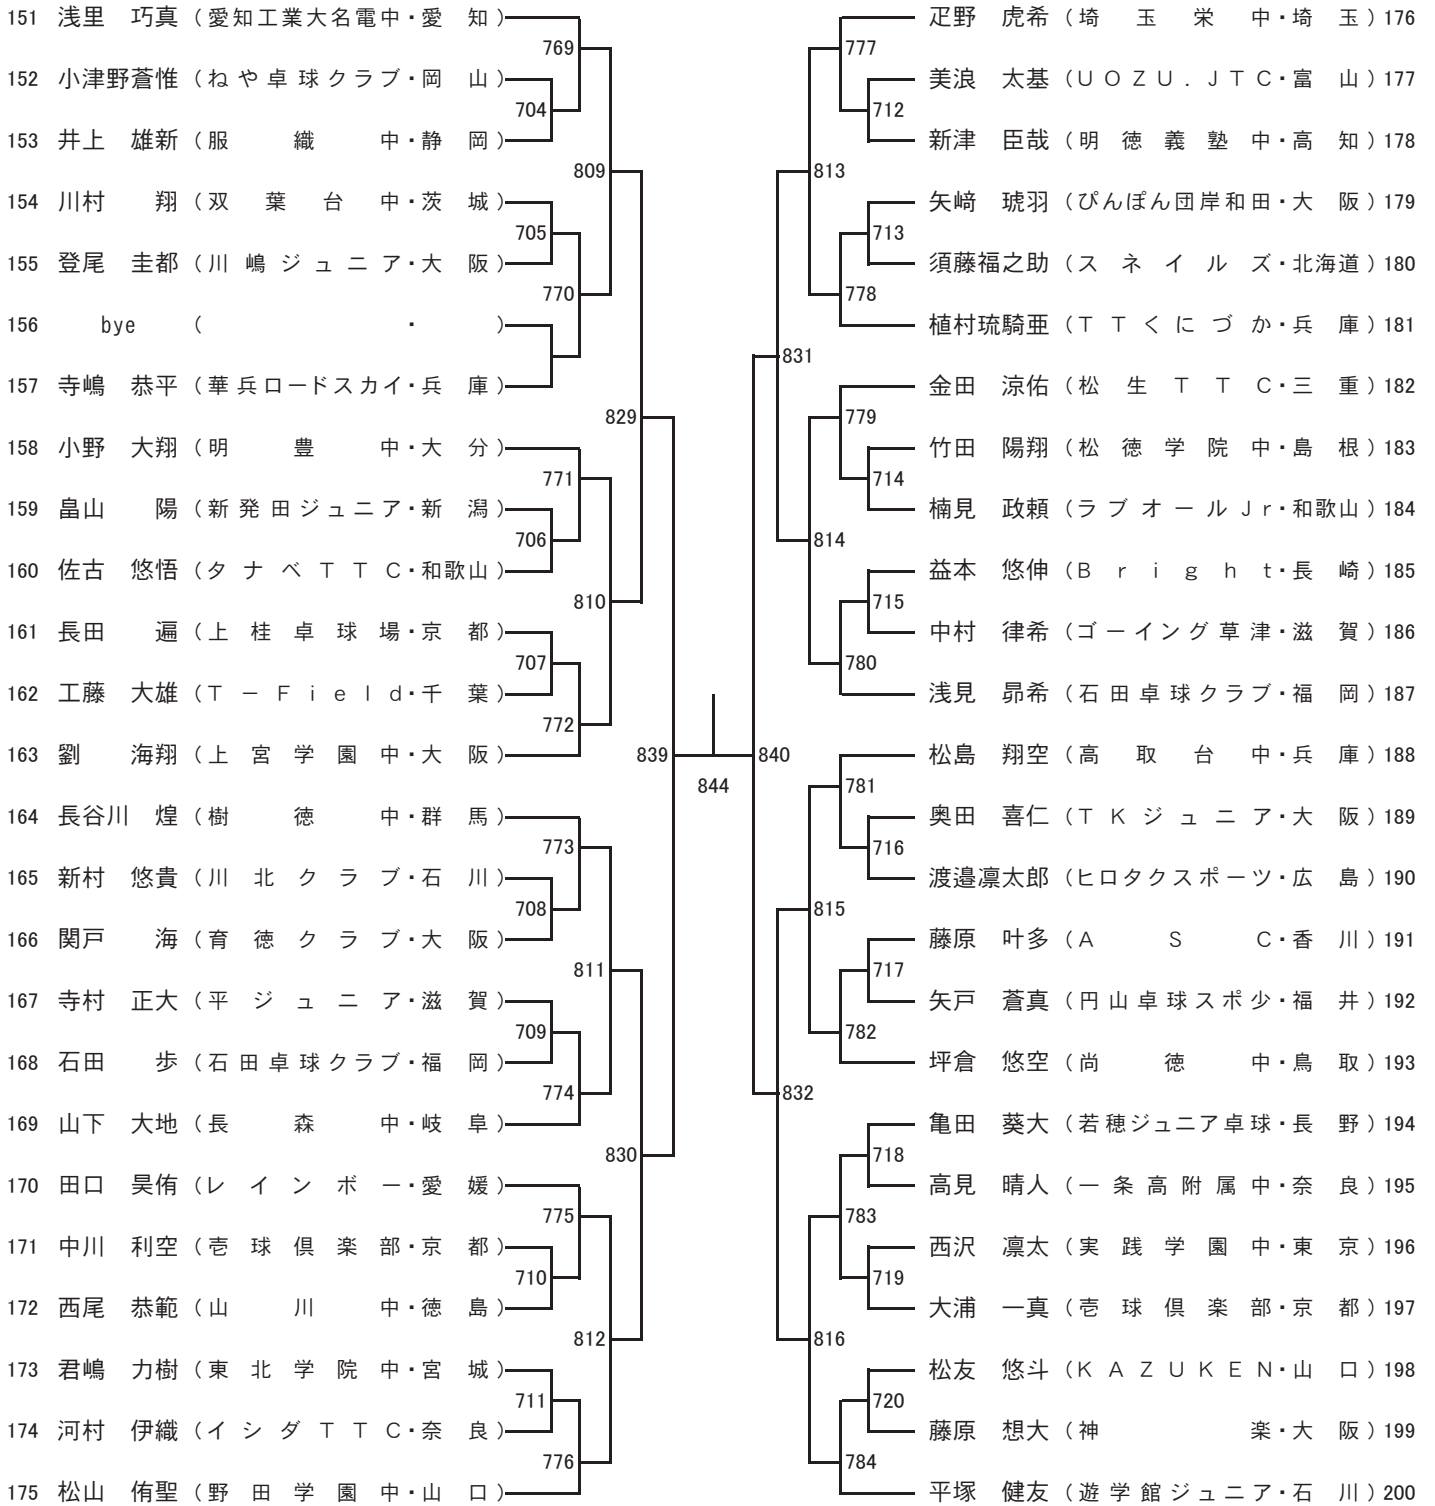 151 浅里 巧真 (愛知工業大名電中・愛 知)
769
152 小津野蒼惟 (ねや卓球クラブ・岡 山)
704
153 井上 雄新 (服織中・静 岡)
809
154 川村 翔 (双葉台中・茨 城)
705
155 登尾 圭都 (川嶋ジュニア・大 阪)
770
156 bye ( ・ )
157 寺嶋 恭平 (華兵ロードスカイ・兵 庫)
829
158 小野 大翔 (明豊中・大 分)
771
159 畠山 陽 (新発田ジュニア・新 潟)
706
160 佐古 悠悟 (タナベTTC・和歌山)
810
161 長田 遍 (上桂卓球場・京 都)
707
162 工藤 大雄 (T－Field・千 葉)
772
163 劉 海翔 (上宮学園中・大 阪)
839
844
164 長谷川 煌 (樹徳中・群 馬)
773
165 新村 悠貴 (川北クラブ・石 川)
708
166 関戸 海 (育徳クラブ・大 阪)
811
167 寺村 正大 (平ジュニア・滋 賀)
709
168 石田 歩 (石田卓球クラブ・福 岡)
774
169 山下 大地 (長森中・岐 阜)
830
170 田口 昊侑 (レインボー・愛 媛)
775
171 中川 利空 (壱球倶楽部・京 都)
710
172 西尾 恭範 (山川中・徳 島)
812
173 君嶋 力樹 (東北学院中・宮 城)
711
174 河村 伊織 (イシダTTC・奈 良)
776
175 松山 侑聖 (野田学園中・山 口)
疋野 虎希 (埼玉栄中・埼 玉) 176
777
美浪 太基 (UOZU.JTC・富 山) 177
712
新津 臣哉 (明徳義塾中・高 知) 178
813
矢﨑 琥羽 (ぴんぽん団岸和田・大 阪) 179
713
須藤福之助 (スネイルズ・北海道) 180
778
植村琉騎亜 (TTくにづか・兵 庫) 181
831
金田 涼佑 (松生TTC・三 重) 182
779
竹田 陽翔 (松徳学院中・島 根) 183
714
楠見 政頼 (ラブオールJr・和歌山) 184
814
益本 悠伸 (Bright・長 崎) 185
715
中村 律希 (ゴーイング草津・滋 賀) 186
780
浅見 昴希 (石田卓球クラブ・福 岡) 187
840
松島 翔空 (高取台中・兵 庫) 188
781
奥田 喜仁 (TKジュニア・大 阪) 189
716
渡邉凛太郎 (ヒロタクスポーツ・広 島) 190
815
藤原 叶多 (ASC・香 川) 191
717
矢戸 蒼真 (円山卓球スポ少・福 井) 192
782
坪倉 悠空 (尚徳中・鳥 取) 193
832
亀田 葵大 (若穂ジュニア卓球・長 野) 194
718
高見 晴人 (一条高附属中・奈 良) 195
783
西沢 凛太 (実践学園中・東 京) 196
719
大浦 一真 (壱球倶楽部・京 都) 197
816
松友 悠斗 (KAZUKEN・山 口) 198
720
藤原 想大 (神楽・大 阪) 199
784
平塚 健友 (遊学館ジュニア・石 川) 200